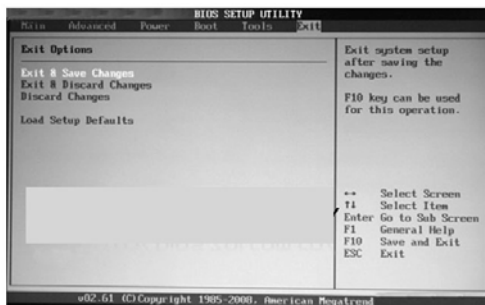 BIOS SETUP UTILITY
Main Advanced Power Boot Tools Exit
Exit Options
Exit & Save Changes
Exit & Discard Changes
Discard Changes
Load Setup Defaults
Exit system setup
after saving the
changes.
F10 key can be used
for this operation.
↔ Select Screen
↑↓ Select Item
Enter Go to Sub Screen
F1 General Help
F10 Save and Exit
ESC Exit
v02.61 (C)Copyright 1985-2008, American Megatrend